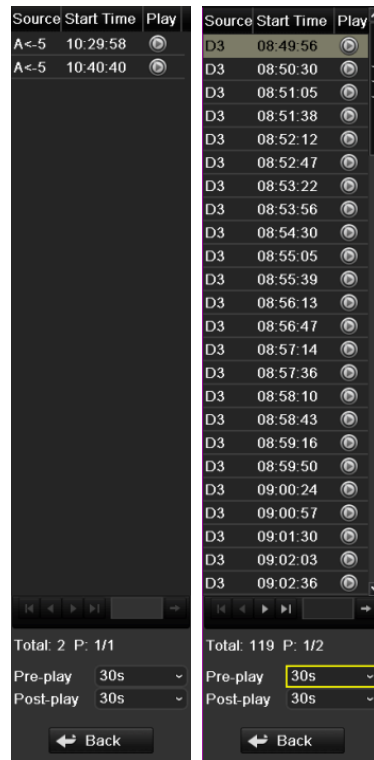 Source Start Time Play
A<-5 10:29:58
A<-5 10:40:40
Total: 2 P: 1/1
Pre-play 30s
Post-play 30s
Back
Source Start Time Play
D3 08:49:56
D3 08:50:30
D3 08:51:05
D3 08:51:38
D3 08:52:12
D3 08:52:47
D3 08:53:22
D3 08:53:56
D3 08:54:30
D3 08:55:05
D3 08:55:39
D3 08:56:13
D3 08:56:47
D3 08:57:14
D3 08:57:36
D3 08:58:10
D3 08:58:43
D3 08:59:16
D3 08:59:50
D3 09:00:24
D3 09:00:57
D3 09:01:30
D3 09:02:03
D3 09:02:36
Total: 119 P: 1/2
Pre-play 30s
Post-play 30s
Back